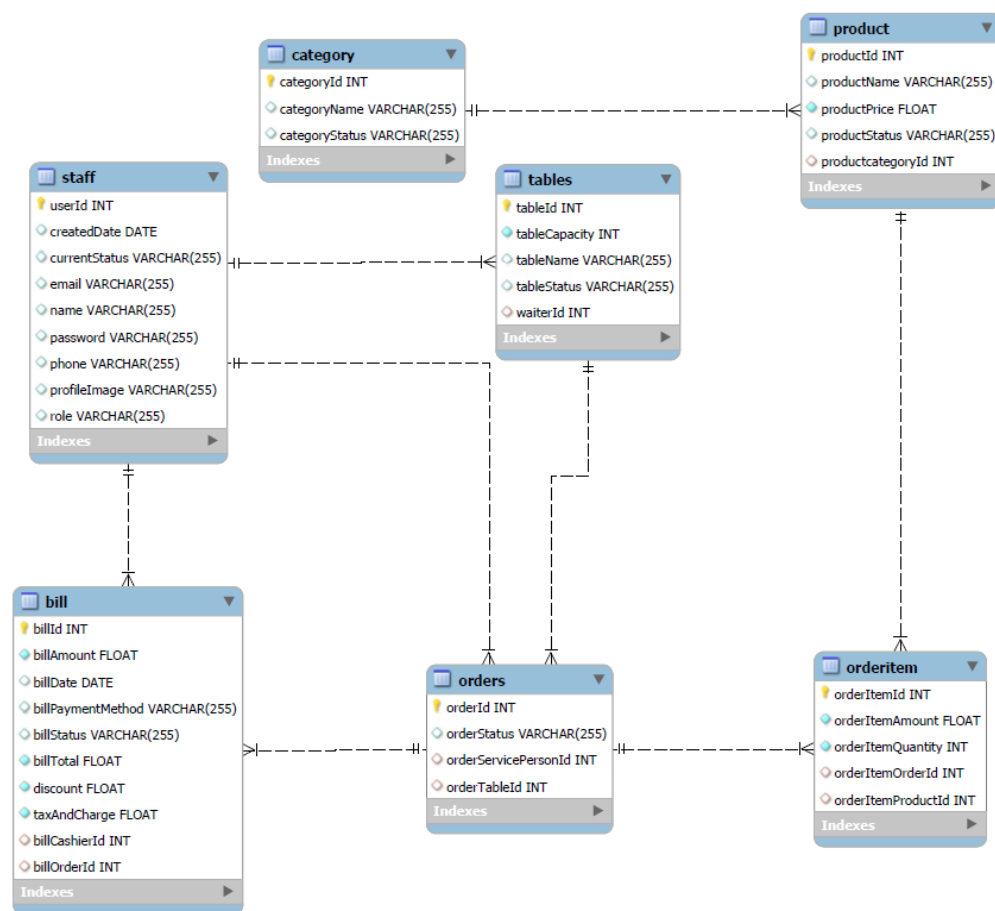 category
categoryId INT
categoryName VARCHAR(255)
categoryStatus VARCHAR(255)
Indexes
product
productId INT
productName VARCHAR(255)
productPrice FLOAT
productStatus VARCHAR(255)
productcategoryId INT
Indexes
staff
userId INT
createdDate DATE
currentStatus VARCHAR(255)
email VARCHAR(255)
name VARCHAR(255)
password VARCHAR(255)
phone VARCHAR(255)
profileImage VARCHAR(255)
role VARCHAR(255)
Indexes
tables
tableId INT
tableCapacity INT
tableName VARCHAR(255)
tableStatus VARCHAR(255)
waiterId INT
Indexes
bill
billId INT
billAmount FLOAT
billDate DATE
billPaymentMethod VARCHAR(255)
billStatus VARCHAR(255)
billTotal FLOAT
discount FLOAT
taxAndCharge FLOAT
billCashierId INT
billOrderId INT
Indexes
orders
orderId INT
orderStatus VARCHAR(255)
orderServicePersonId INT
orderTableId INT
Indexes
orderitem
orderItemId INT
orderItemAmount FLOAT
orderItemQuantity INT
orderItemOrderId INT
orderItemProductId INT
Indexes